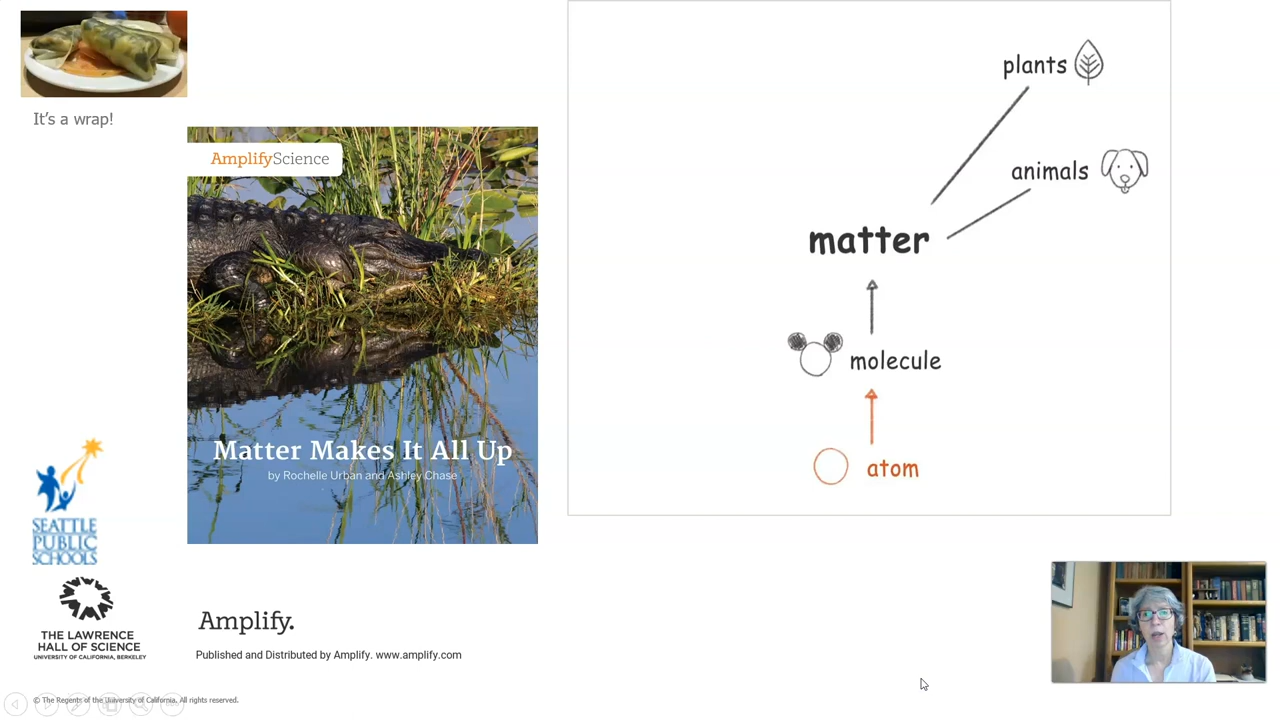 It's a wrap!
AmplifyScience
Matter Makes It All Up
by Rochelle Urban and Ashley Chase
plants
animals
matter
molecule
atom
SEATTLE
PUBLIC
SCHOOLS
THE LAWRENCE
HALL OF SCIENCE
UNIVERSITY OF CALIFORNIA, BERKELEY
Amplify.
Published and Distributed by Amplify. www.amplify.com
© The Regents of the University of California. All rights reserved.